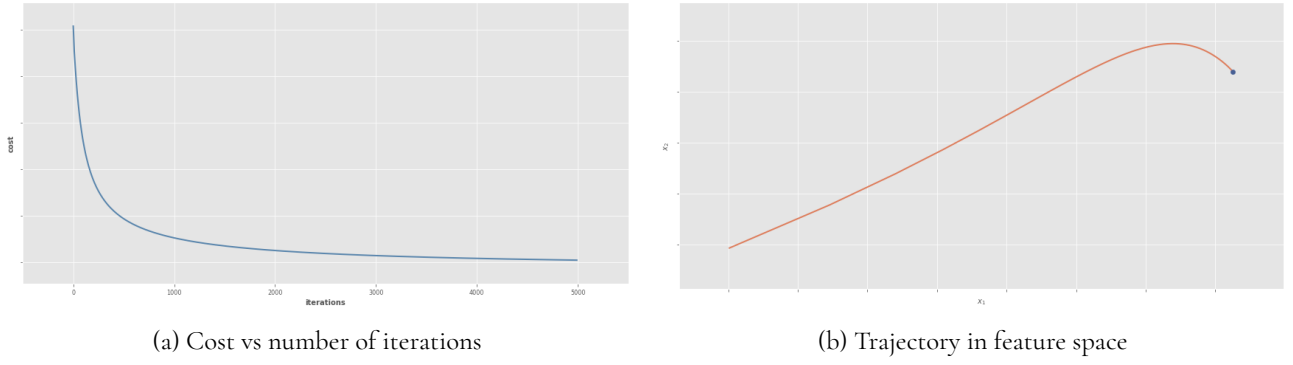 cost
0 1000 2000 3000 4000 5000
iterations
(a) Cost vs number of iterations
x₂
x₁
(b) Trajectory in feature space